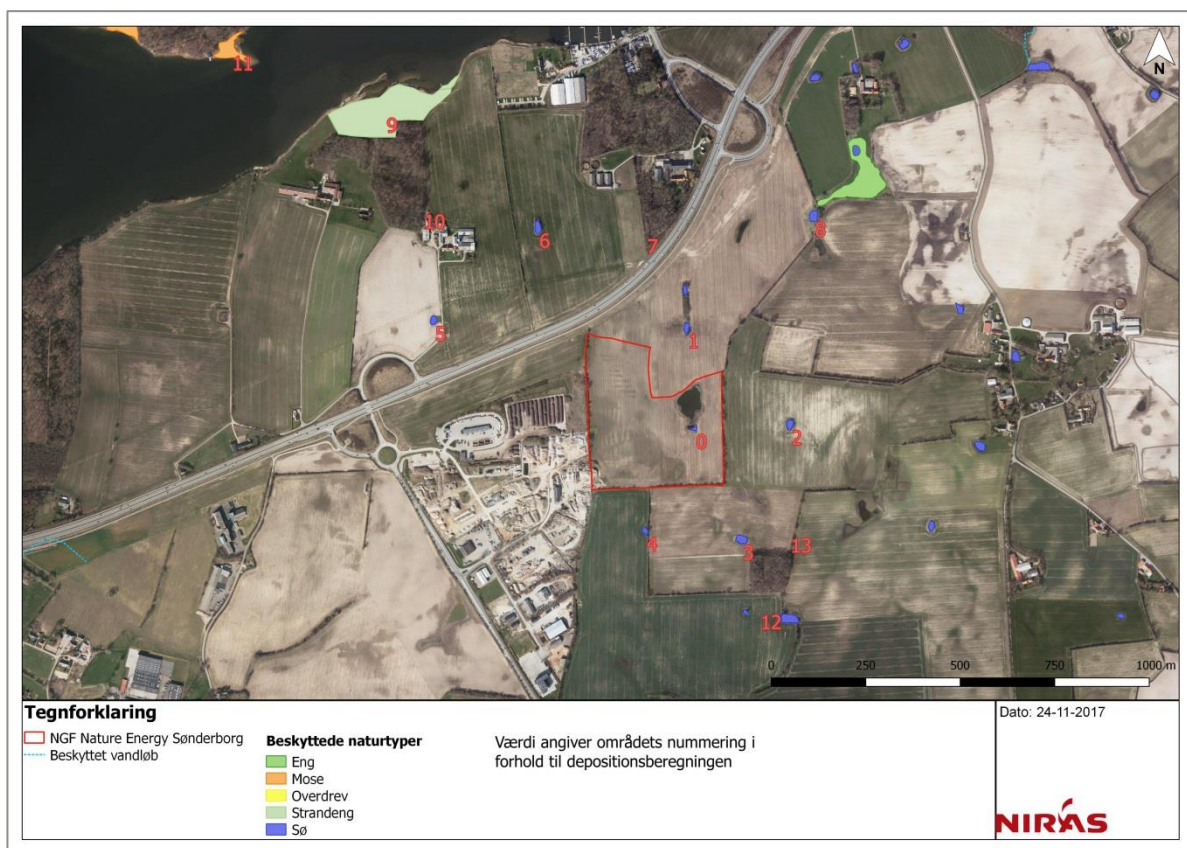 11
N
9
10
6
7
8
5
1
0
2
4
3
13
12
0 250 500 750 1000 m
Tegnforklaring
NGF Nature Energy Sønderborg
Beskyttet vandløb
Beskyttede naturtyper
Eng
Mose
Overdrev
Strandeng
Sø
Værdi angiver områdets nummering i
forhold til depositionsberegningen
Dato: 24-11-2017
NIRAS